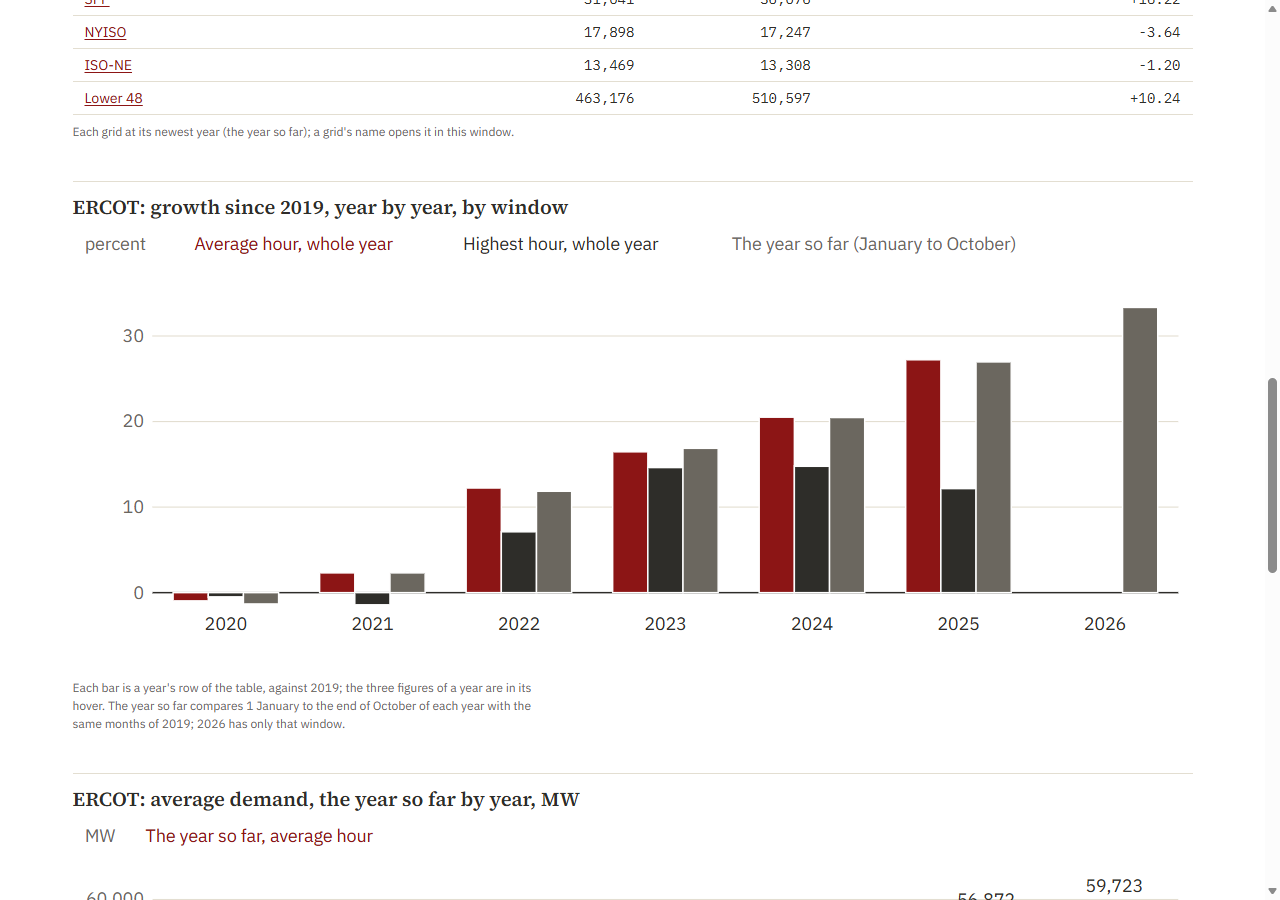 NYISO 17,898 17,247 -3.64
ISO-NE 13,469 13,308 -1.20
Lower 48 463,176 510,597 +10.24
Each grid at its newest year (the year so far); a grid's name opens it in this window.
ERCOT: growth since 2019, year by year, by window
percent Average hour, whole year Highest hour, whole year The year so far (January to October)
30
20
10
0
2020 2021 2022 2023 2024 2025 2026
Each bar is a year's row of the table, against 2019; the three figures of a year are in its
hover. The year so far compares 1 January to the end of October of each year with the
same months of 2019; 2026 has only that window.
ERCOT: average demand, the year so far by year, MW
MW The year so far, average hour
59,723
60,000 56,872